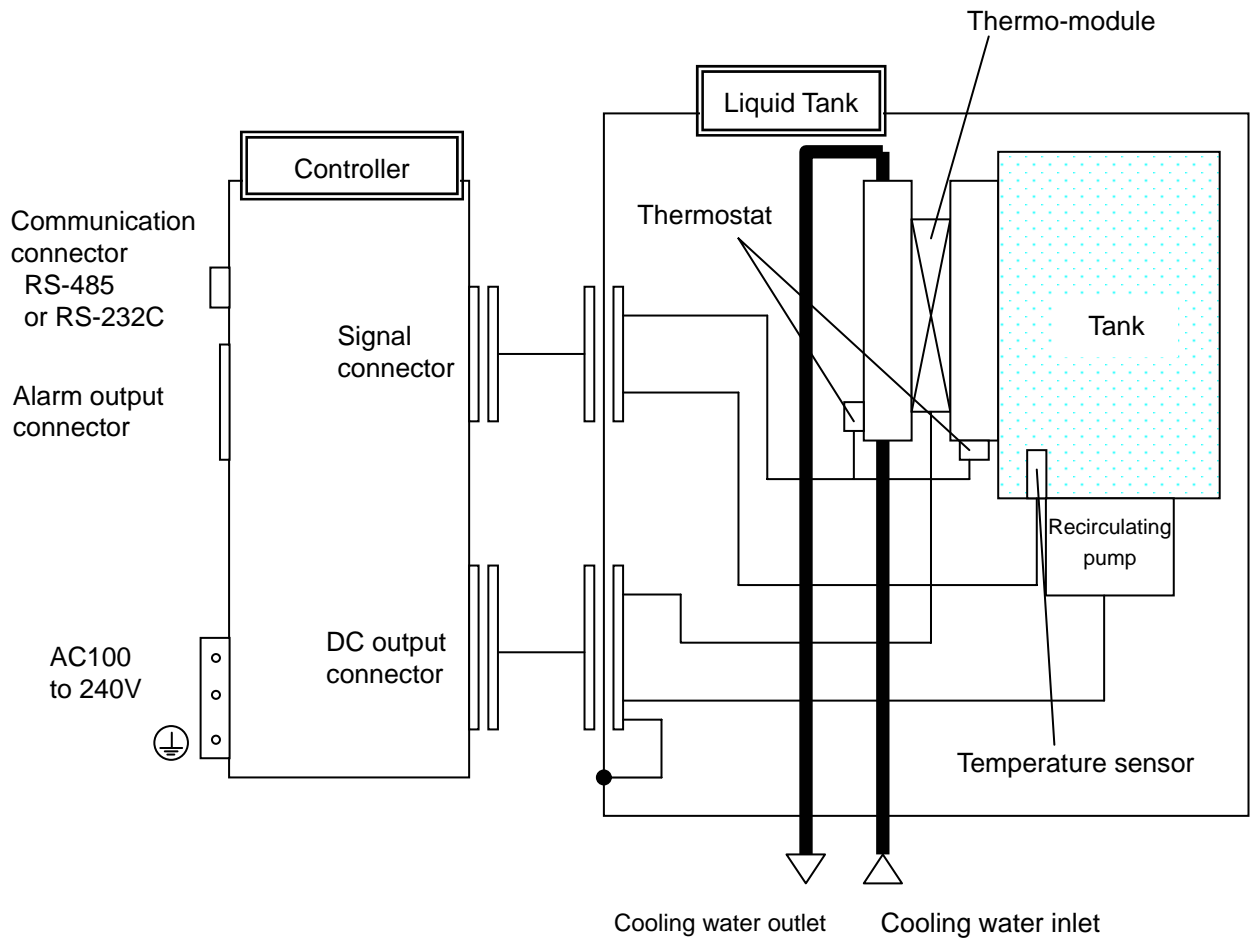 Thermo-module
Liquid Tank
Controller
Communication
connector
RS-485
or RS-232C
Thermostat
Signal
connector
Tank
Alarm output
connector
Recirculating
pump
DC output
connector
AC100
to 240V
Temperature sensor
Cooling water outlet
Cooling water inlet